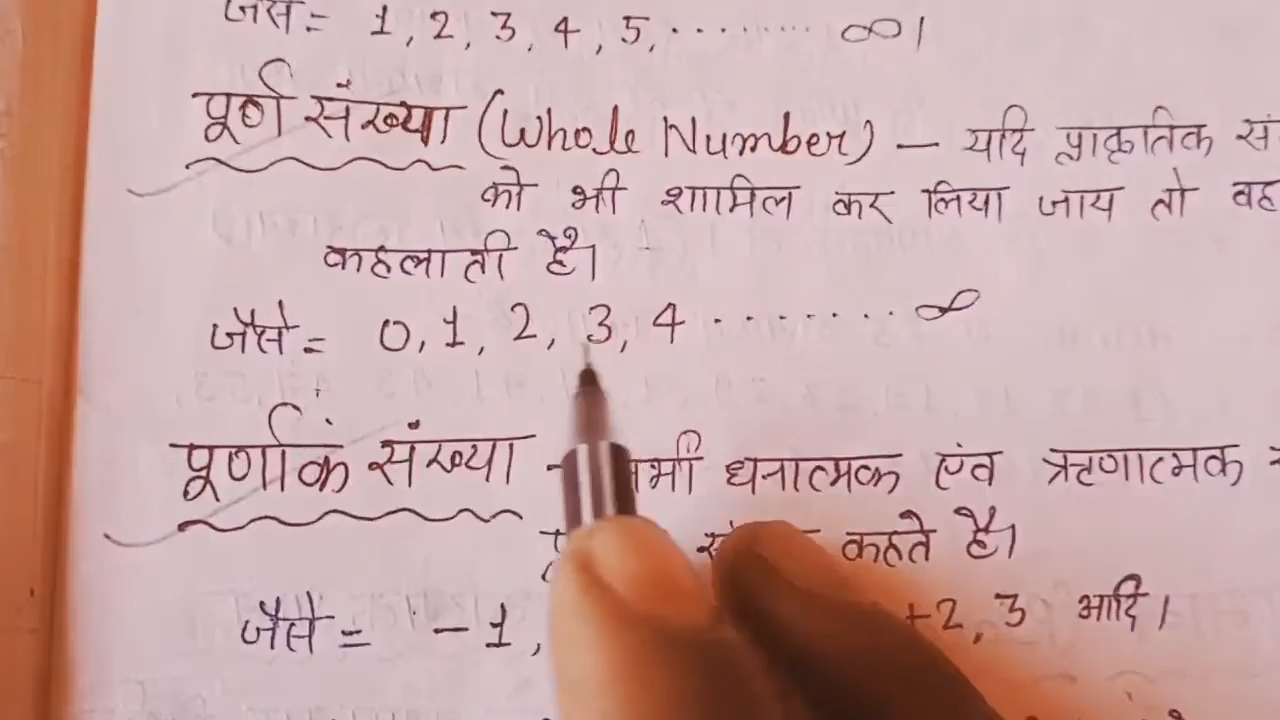 जैसे = 1, 2, 3, 4, 5, ......... ∞।
पूर्ण संख्या (Whole Number) – यदि प्राकृतिक
को भी शामिल कर लिया जाय तो वह
कहलाती है।
जैसे = 0, 1, 2, 3, 4 ......... ∞
पूर्णांक संख्या – धनात्मक एंव ऋणात्मक
कहते है।
जैसे = -1, +2, 3 आदि।